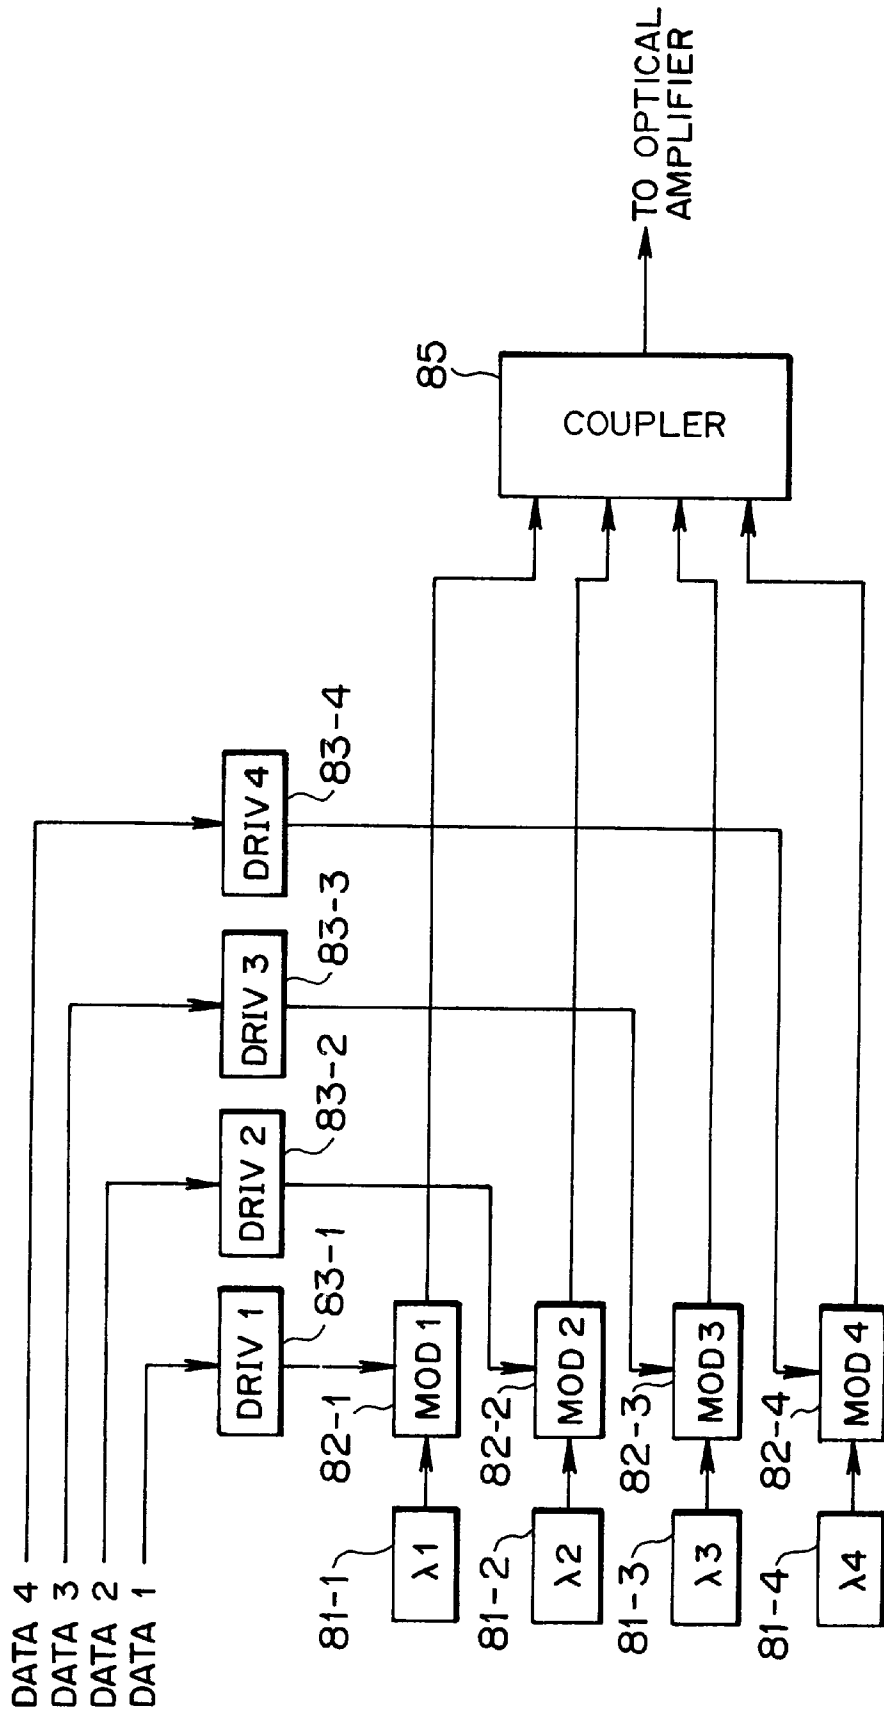 DATA 4
DATA 3
DATA 2
DATA 1
DRIV 1
83-1
DRIV 2
83-2
DRIV 3
83-3
DRIV 4
83-4
81-1
λ1
82-1
MOD 1
81-2
λ2
82-2
MOD 2
81-3
λ3
82-3
MOD 3
81-4
λ4
82-4
MOD 4
85
COUPLER
TO OPTICAL
AMPLIFIER